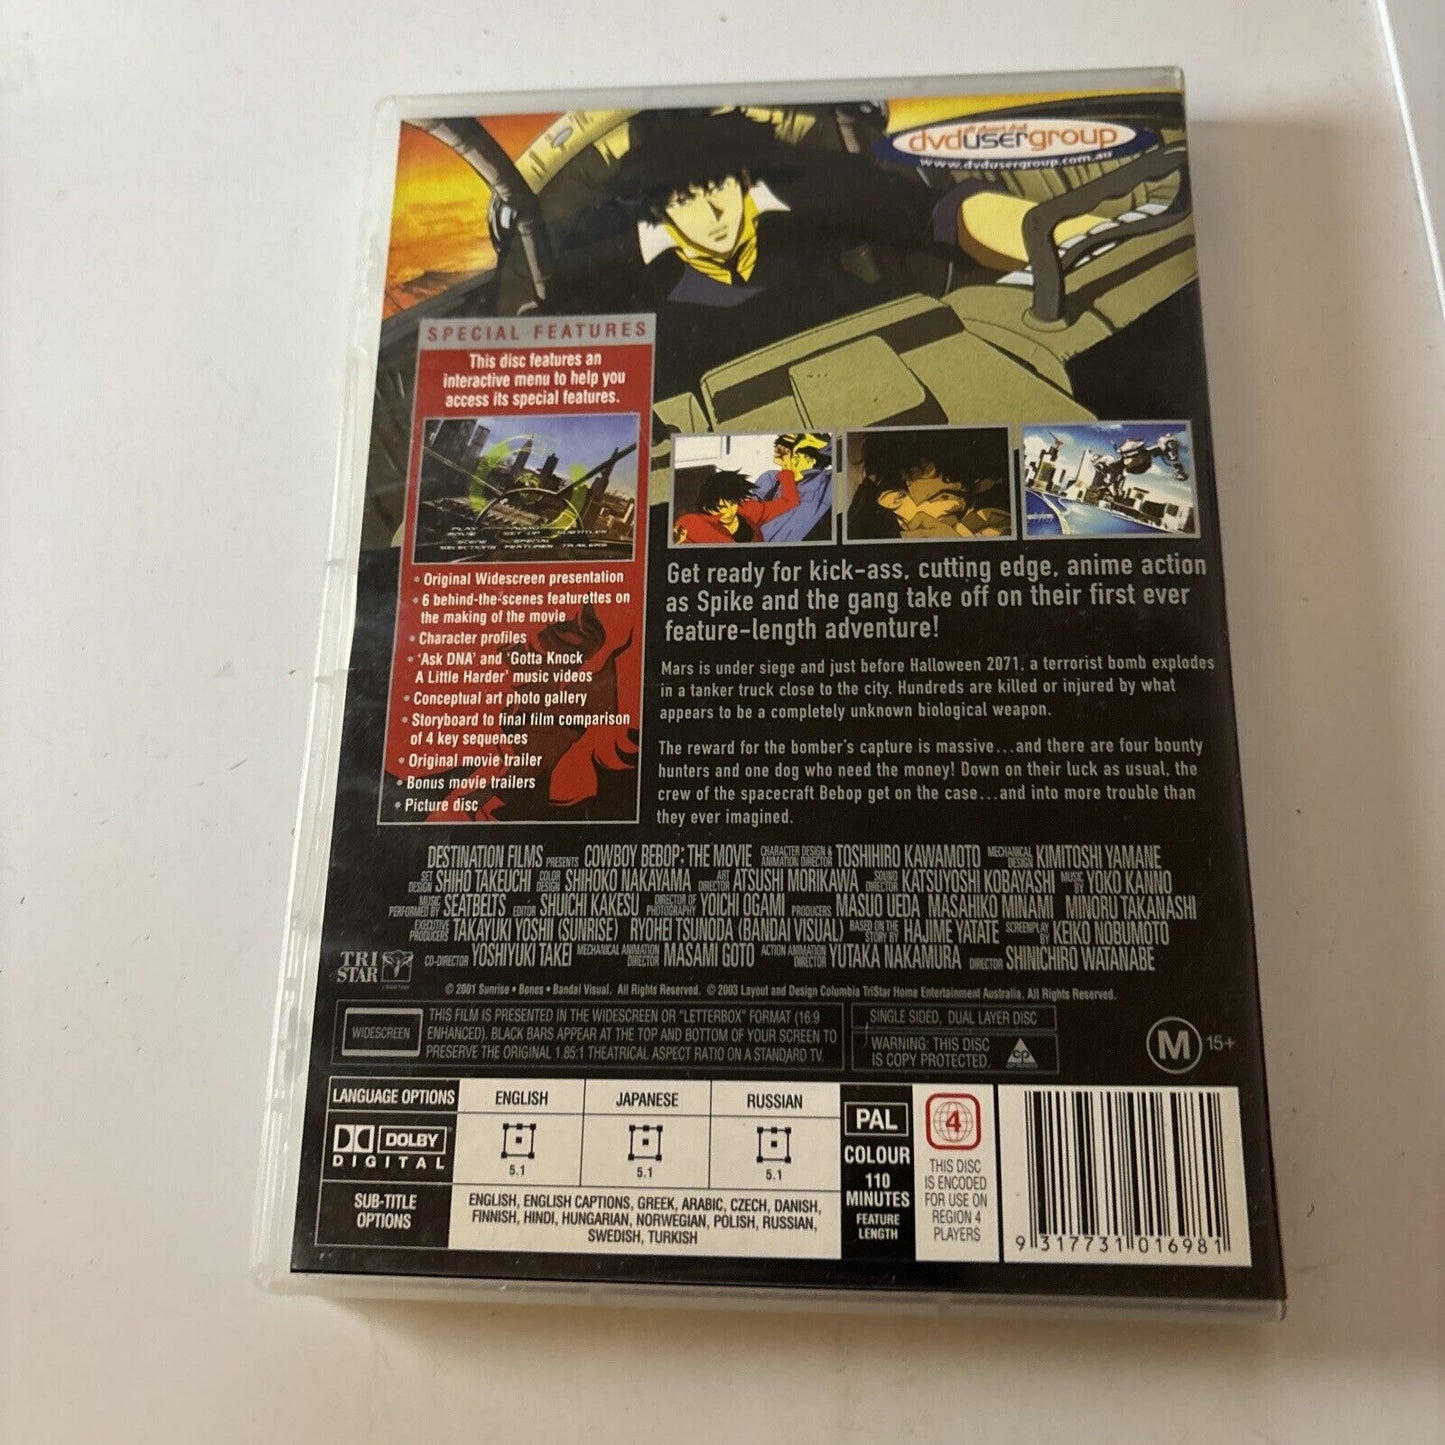 dvdusergroup
www.dvdusergroup.com.au
SPECIAL FEATURES
This disc features an
interactive menu to help you
access its special features.
PLAY MOVIE
AUDIO SET UP
SUBTITLES
SCENE SELECTIONS
SPECIAL FEATURES
TRAILERS
• Original Widescreen presentation
• 6 behind-the-scenes featurettes on
the making of the movie
• Character profiles
• 'Ask DNA' and 'Gotta Knock
A Little Harder' music videos
• Conceptual art photo gallery
• Storyboard to final film comparison
of 4 key sequences
• Original movie trailer
• Bonus movie trailers
• Picture disc
Get ready for kick-ass, cutting edge, anime action
as Spike and the gang take off on their first ever
feature-length adventure!
Mars is under siege and just before Halloween 2071, a terrorist bomb explodes
in a tanker truck close to the city. Hundreds are killed or injured by what
appears to be a completely unknown biological weapon.
The reward for the bomber's capture is massive...and there are four bounty
hunters and one dog who need the money! Down on their luck as usual, the
crew of the spacecraft Bebop get on the case...and into more trouble than
they ever imagined.
DESTINATION FILMS PRESENTS COWBOY BEBOP: THE MOVIE CHARACTER DESIGN & ANIMATION DIRECTOR TOSHIHIRO KAWAMOTO MECHANICAL DESIGN KIMITOSHI YAMANE
SET DESIGN SHIHO TAKEUCHI COLOR DESIGN SHIHOKO NAKAYAMA ART DIRECTOR ATSUSHI MORIKAWA SOUND DIRECTOR KATSUYOSHI KOBAYASHI MUSIC BY YOKO KANNO
MUSIC PERFORMED BY SEATBELTS EDITOR SHUICHI KAKESU DIRECTOR OF PHOTOGRAPHY YOICHI OGAMI PRODUCERS MASUO UEDA MASAHIKO MINAMI MINORU TAKANASHI
EXECUTIVE PRODUCERS TAKAYUKI YOSHII (SUNRISE) RYOHEI TSUNODA (BANDAI VISUAL) BASED ON THE STORY BY HAJIME YATATE SCREENPLAY BY KEIKO NOBUMOTO
CO-DIRECTOR YOSHIYUKI TAKEI MECHANICAL ANIMATION DIRECTOR MASAMI GOTO ACTION ANIMATION DIRECTOR YUTAKA NAKAMURA DIRECTOR SHINICHIRO WATANABE
TRI
STAR
© 2001 Sunrise • Bones • Bandai Visual. All Rights Reserved. © 2003 Layout and Design Columbia TriStar Home Entertainment Australia. All Rights Reserved.
WIDESCREEN
THIS FILM IS PRESENTED IN THE WIDESCREEN OR "LETTERBOX" FORMAT (16:9
ENHANCED). BLACK BARS APPEAR AT THE TOP AND BOTTOM OF YOUR SCREEN TO
PRESERVE THE ORIGINAL 1.85:1 THEATRICAL ASPECT RATIO ON A STANDARD TV.
SINGLE SIDED, DUAL LAYER DISC
WARNING: THIS DISC
IS COPY PROTECTED.
cp
M 15+
LANGUAGE OPTIONS
ENGLISH
JAPANESE
RUSSIAN
DOLBY
DIGITAL
5.1
5.1
5.1
SUB-TITLE
OPTIONS
ENGLISH, ENGLISH CAPTIONS, GREEK, ARABIC, CZECH, DANISH,
FINNISH, HINDI, HUNGARIAN, NORWEGIAN, POLISH, RUSSIAN,
SWEDISH, TURKISH
PAL
COLOUR
110
MINUTES
FEATURE
LENGTH
4
THIS DISC
IS ENCODED
FOR USE ON
REGION 4
PLAYERS
9 317731 016981